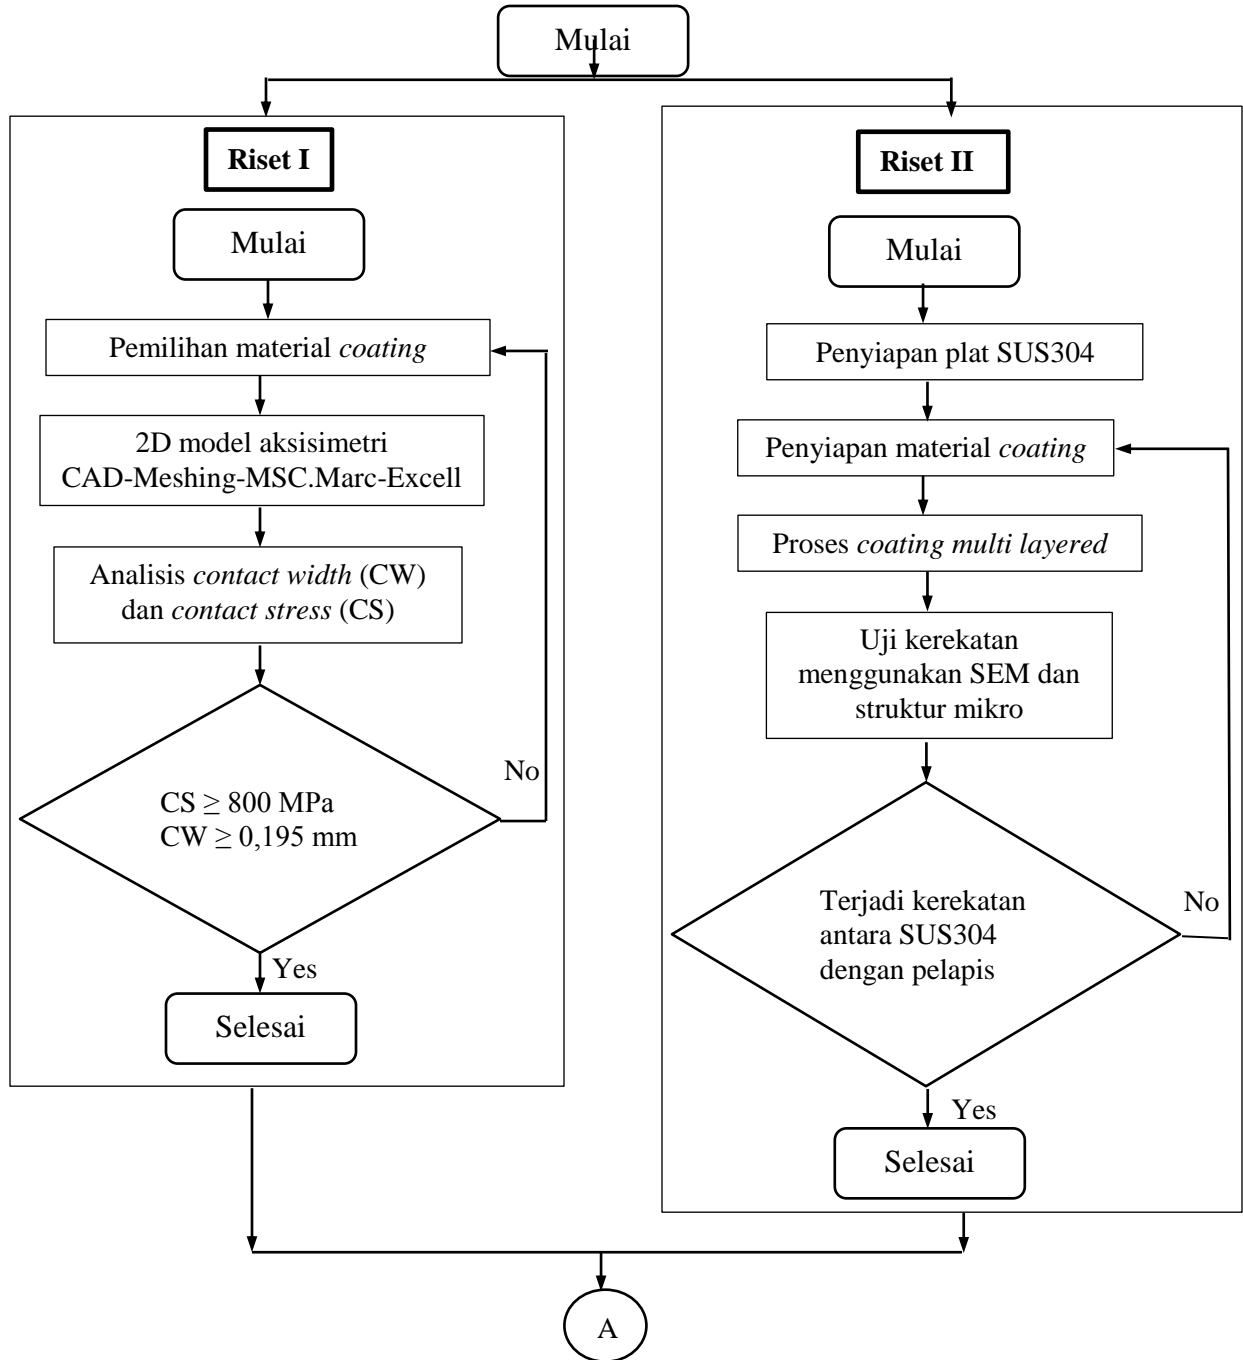 Mulai
Riset I
Mulai
Pemilihan material coating
2D model aksisimetri
CAD-Meshing-MSC.Marc-Excell
Analisis contact width (CW)
dan contact stress (CS)
CS ≥ 800 MPa
CW ≥ 0,195 mm
No
Yes
Selesai
Riset II
Mulai
Penyiapan plat SUS304
Penyiapan material coating
Proses coating multi layered
Uji kerekatan
menggunakan SEM dan
struktur mikro
Terjadi kerekatan
antara SUS304
dengan pelapis
No
Yes
Selesai
A